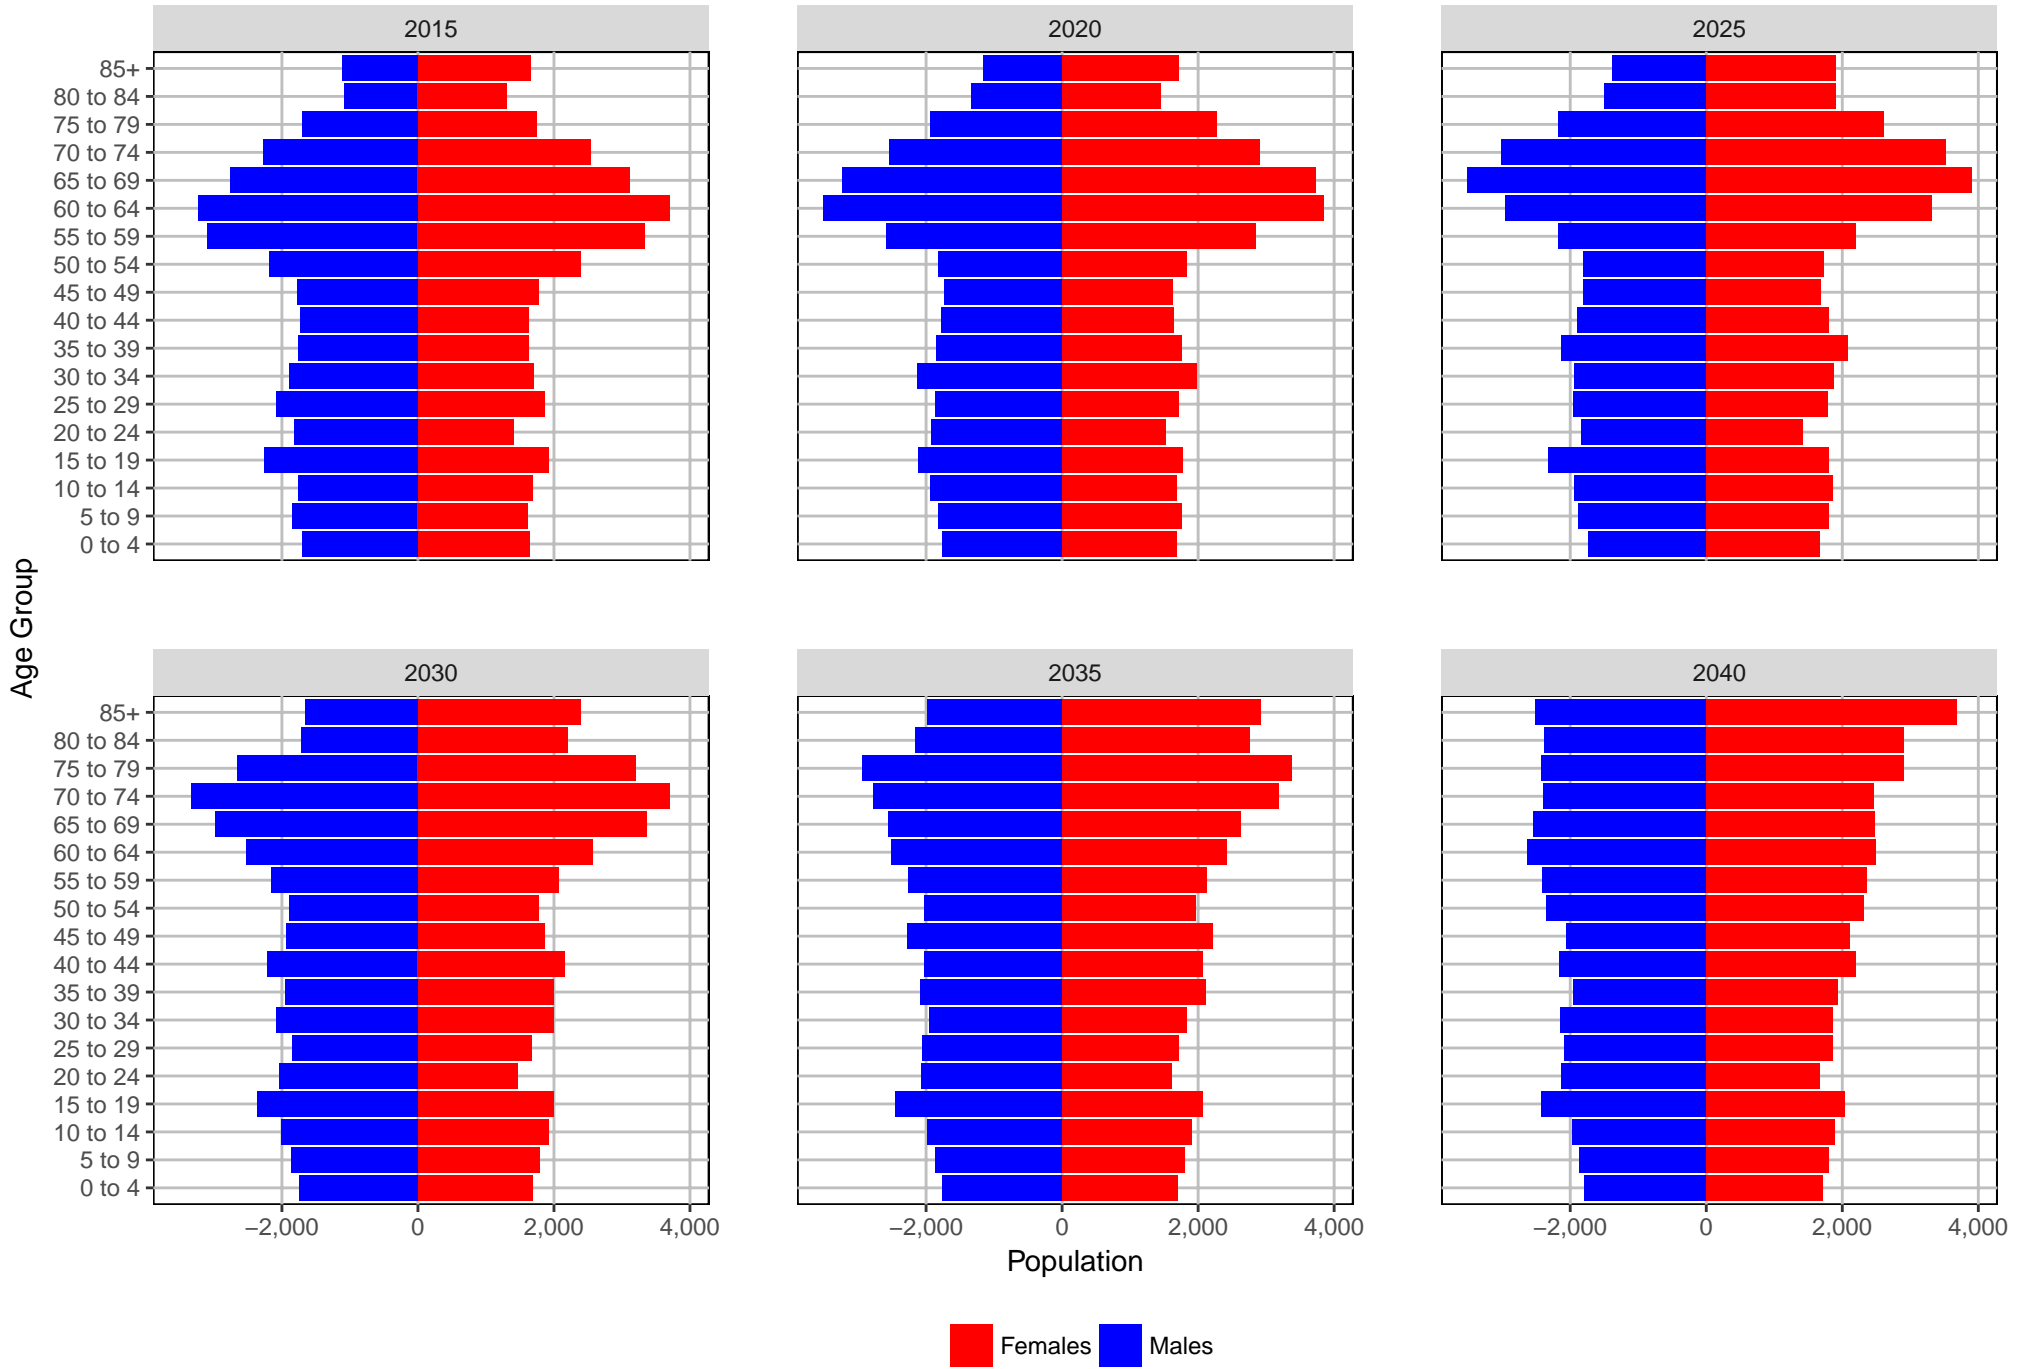 2015
2020
2025
85+
80 to 84
75 to 79
70 to 74
65 to 69
60 to 64
55 to 59
50 to 54
45 to 49
40 to 44
35 to 39
30 to 34
25 to 29
20 to 24
15 to 19
10 to 14
5 to 9
0 to 4
Age Group
2030
2035
2040
85+
80 to 84
75 to 79
70 to 74
65 to 69
60 to 64
55 to 59
50 to 54
45 to 49
40 to 44
35 to 39
30 to 34
25 to 29
20 to 24
15 to 19
10 to 14
5 to 9
0 to 4
−2,000 0 2,000 4,000
−2,000 0 2,000 4,000
−2,000 0 2,000 4,000
Population
Females Males